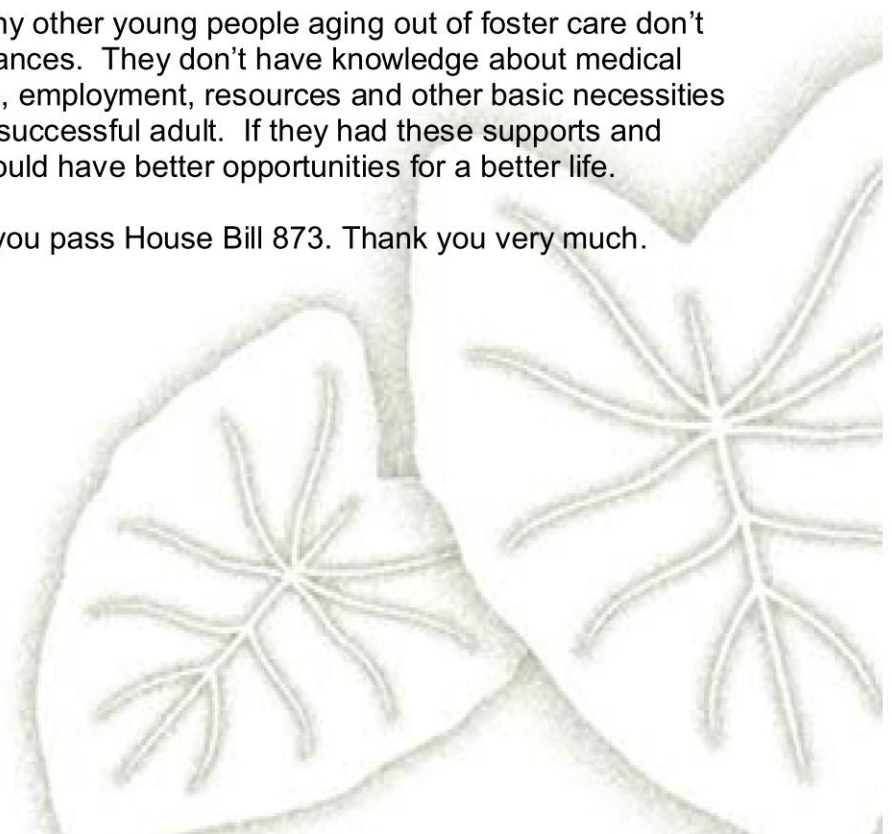 ny other young people aging out of foster care don't
ances.  They don't have knowledge about medical
, employment, resources and other basic necessities
successful adult.  If they had these supports and
ould have better opportunities for a better life.
you pass House Bill 873. Thank you very much.